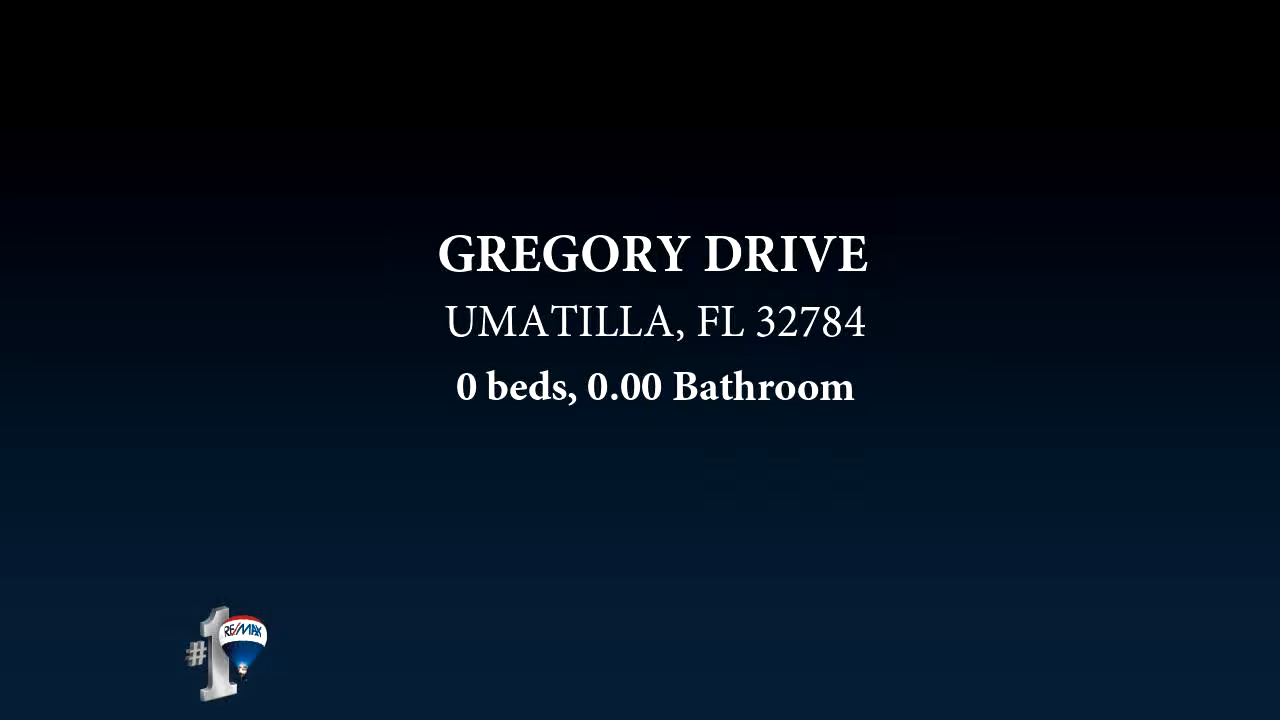 GREGORY DRIVE
UMATILLA, FL 32784
0 beds, 0.00 Bathroom
#1
RE/MAX